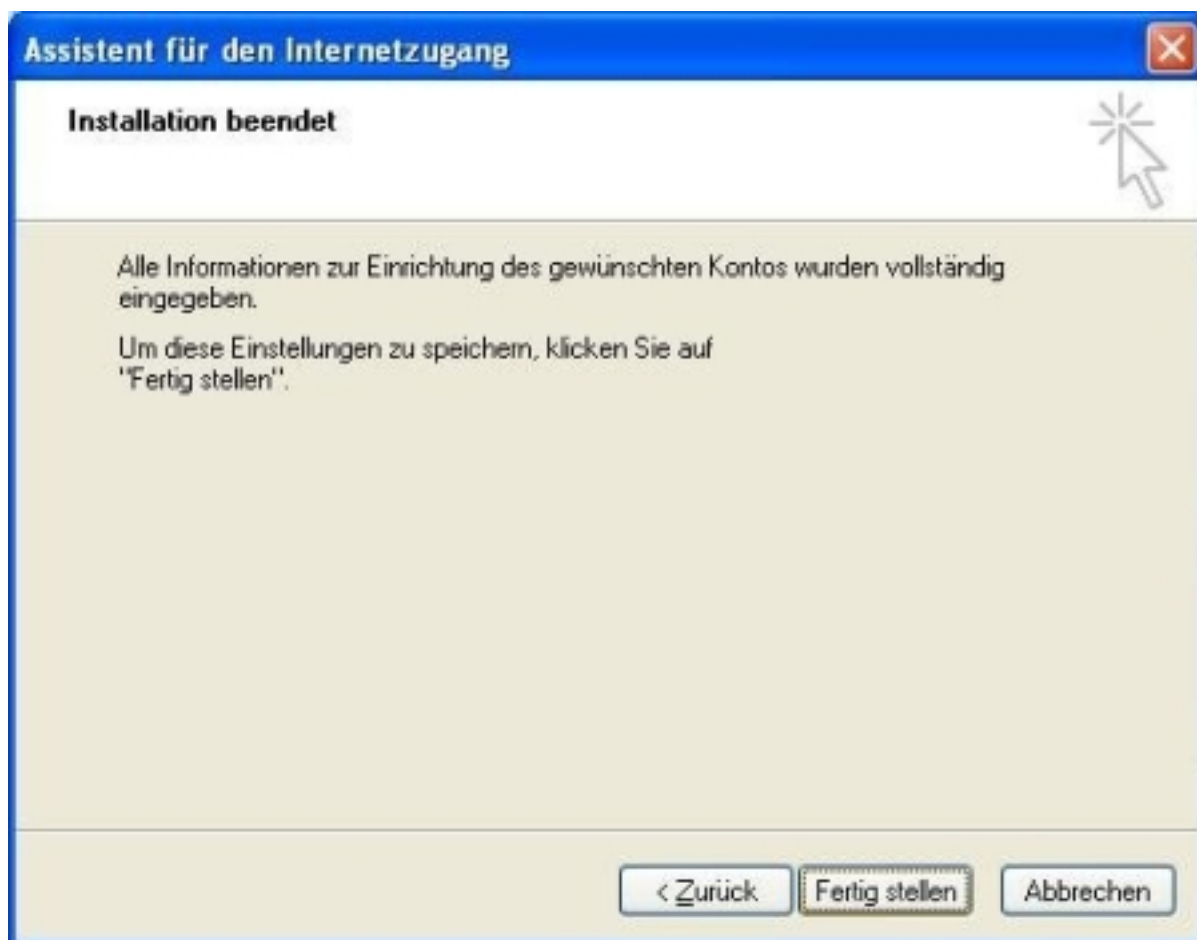 Assistent für den Internetzugang
Installation beendet
Alle Informationen zur Einrichtung des gewünschten Kontos wurden vollständig
eingegeben.
Um diese Einstellungen zu speichern, klicken Sie auf
"Fertig stellen".
< Zurück Fertig stellen Abbrechen